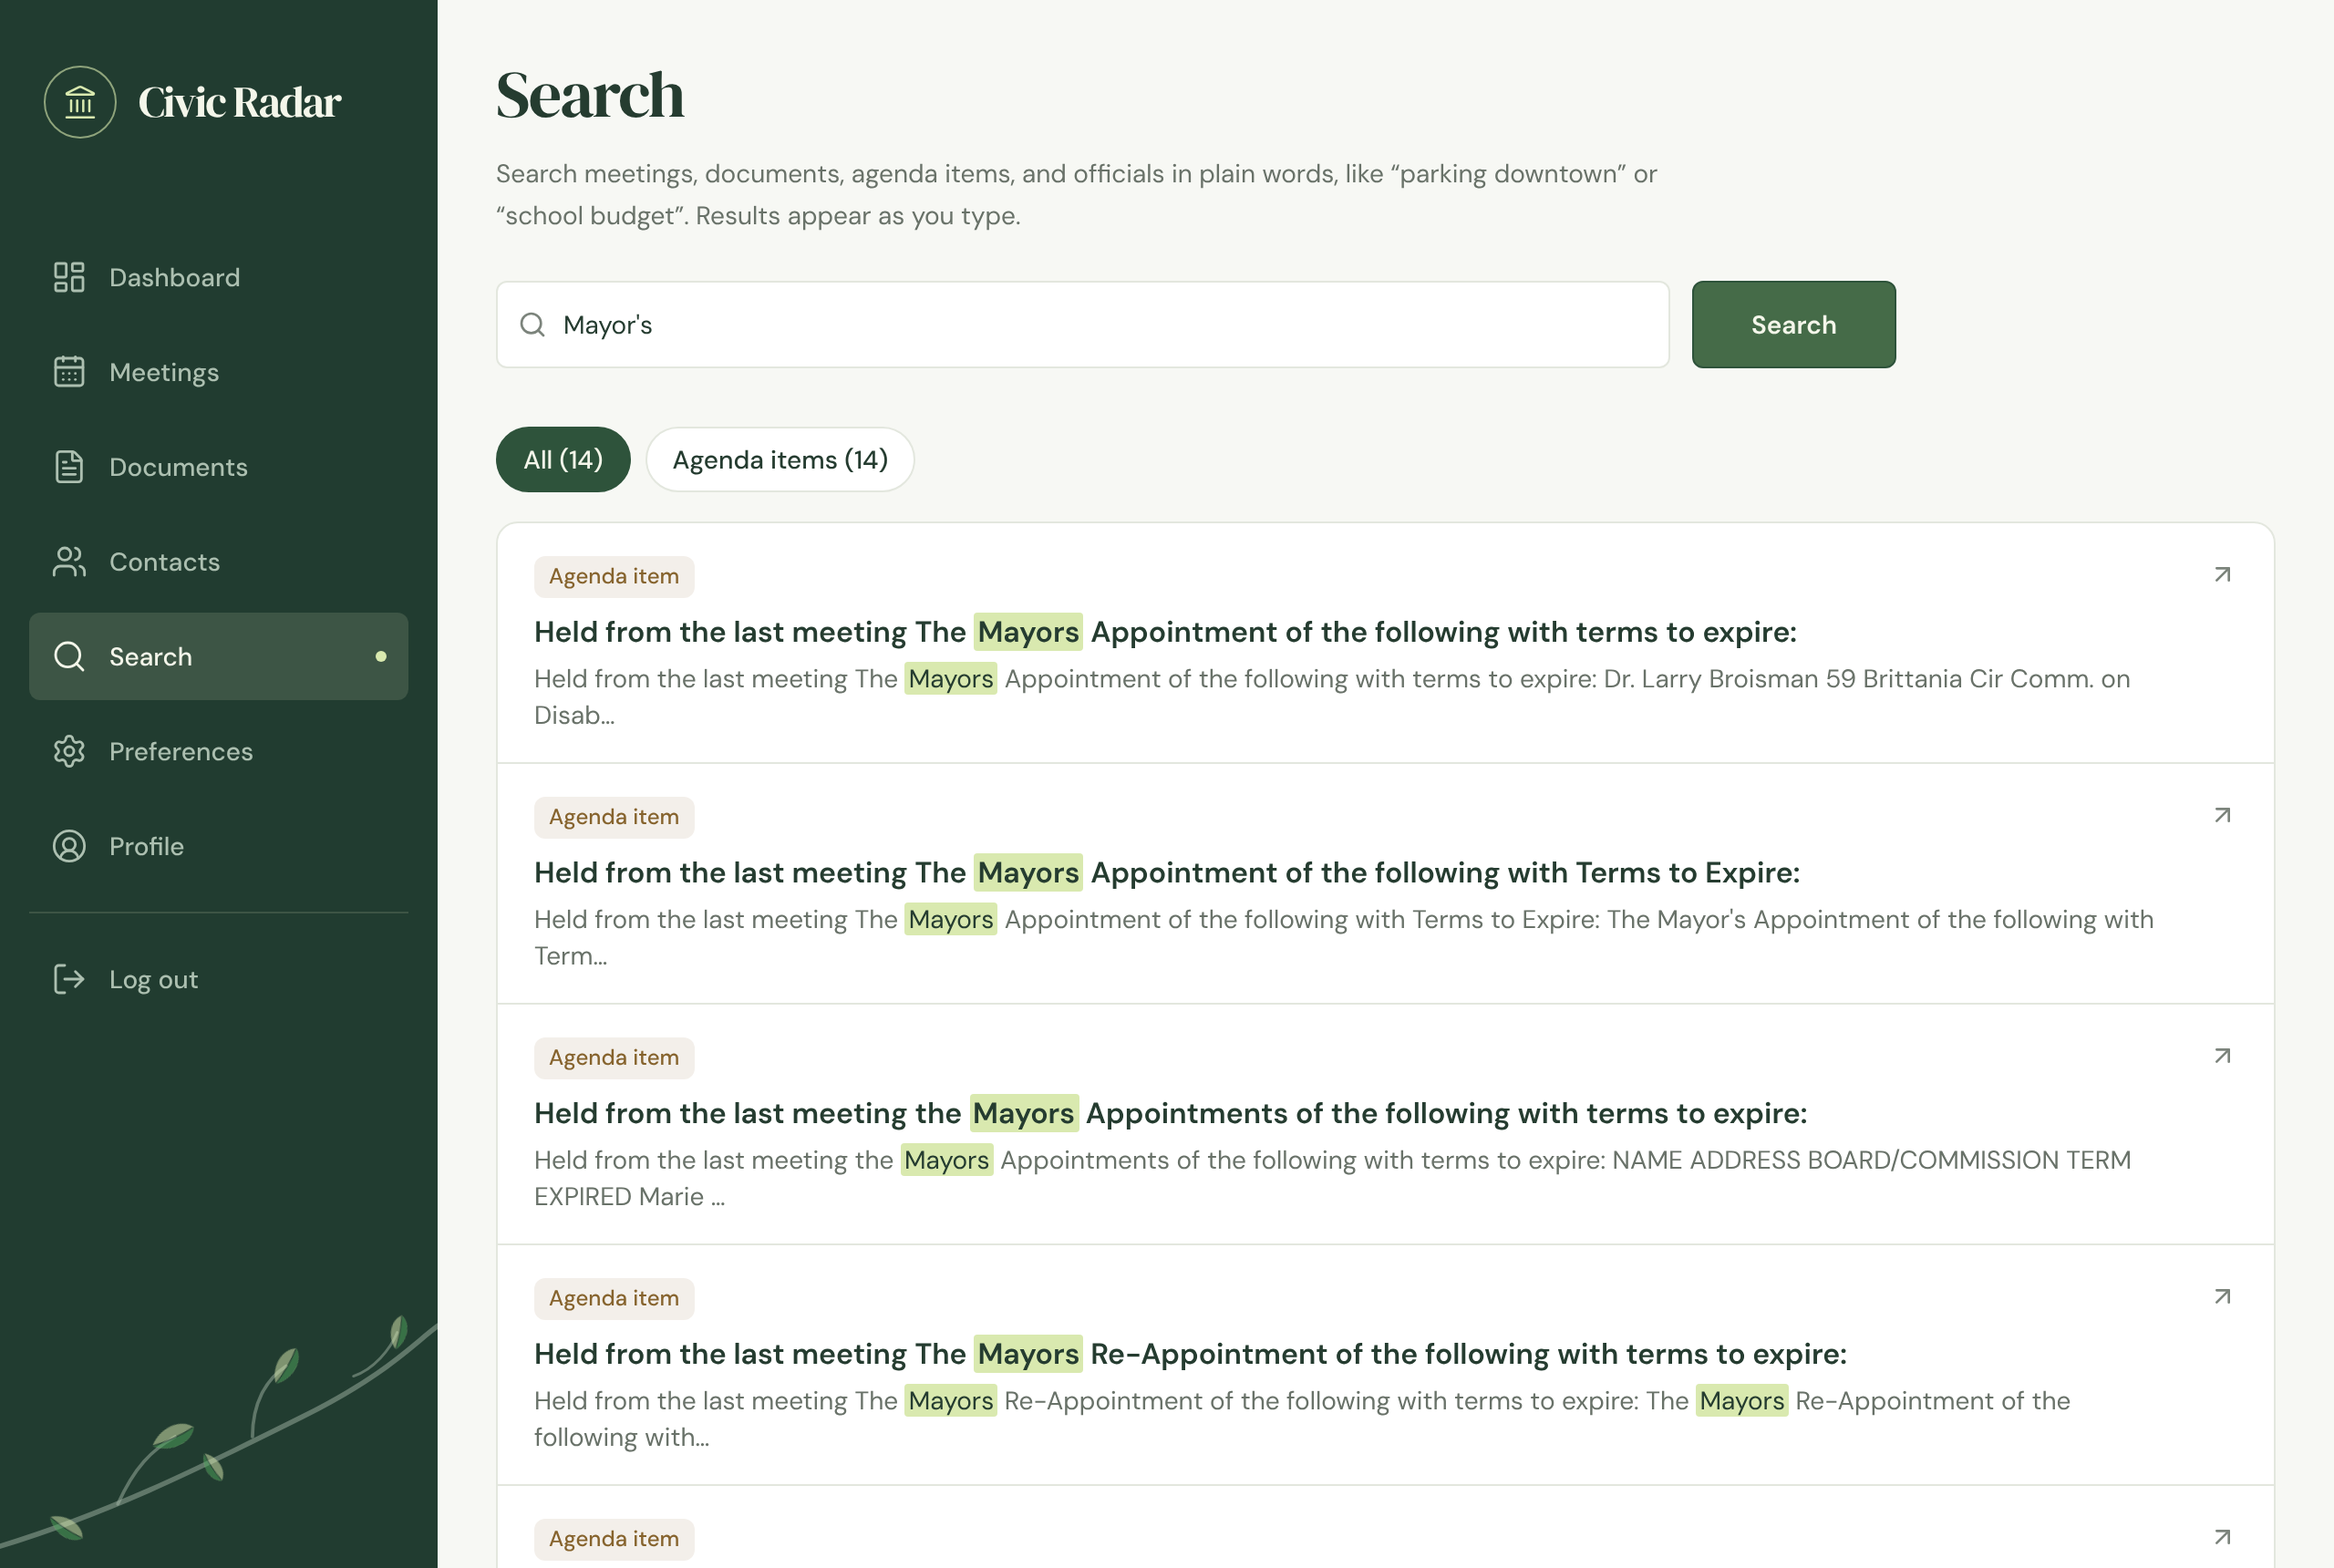 Civic Radar
Dashboard
Meetings
Documents
Contacts
Search
Preferences
Profile
Log out
Search
Search meetings, documents, agenda items, and officials in plain words, like “parking downtown” or
“school budget”. Results appear as you type.
Mayor's
Search
All (14)
Agenda items (14)
Agenda item
Held from the last meeting The Mayors Appointment of the following with terms to expire:
Held from the last meeting The Mayors Appointment of the following with terms to expire: Dr. Larry Broisman 59 Brittania Cir Comm. on
Disab...
Agenda item
Held from the last meeting The Mayors Appointment of the following with Terms to Expire:
Held from the last meeting The Mayors Appointment of the following with Terms to Expire: The Mayor's Appointment of the following with
Term...
Agenda item
Held from the last meeting the Mayors Appointments of the following with terms to expire:
Held from the last meeting the Mayors Appointments of the following with terms to expire: NAME ADDRESS BOARD/COMMISSION TERM
EXPIRED Marie ...
Agenda item
Held from the last meeting The Mayors Re-Appointment of the following with terms to expire:
Held from the last meeting The Mayors Re-Appointment of the following with terms to expire: The Mayors Re-Appointment of the
following with...
Agenda item